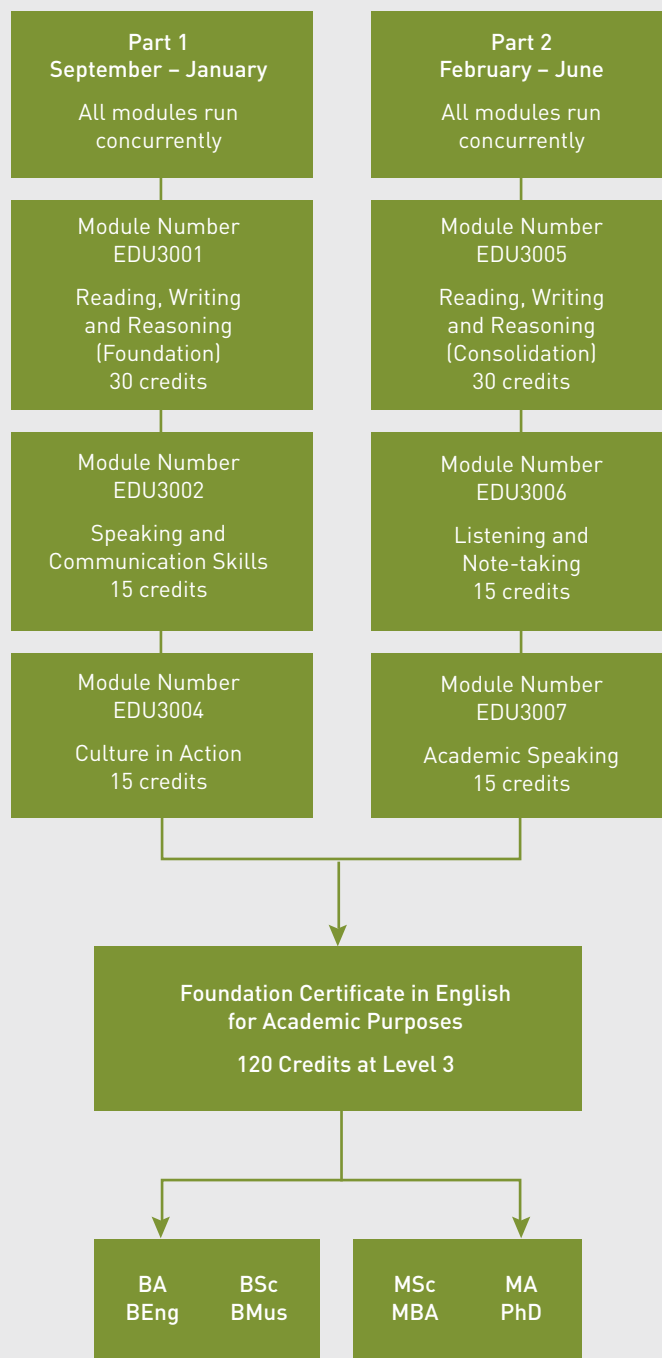 Part 1
September – January
All modules run
concurrently
Module Number
EDU3001
Reading, Writing
and Reasoning
(Foundation)
30 credits
Module Number
EDU3002
Speaking and
Communication Skills
15 credits
Module Number
EDU3004
Culture in Action
15 credits
Part 2
February – June
All modules run
concurrently
Module Number
EDU3005
Reading, Writing
and Reasoning
(Consolidation)
30 credits
Module Number
EDU3006
Listening and
Note-taking
15 credits
Module Number
EDU3007
Academic Speaking
15 credits
Foundation Certificate in English
for Academic Purposes
120 Credits at Level 3
BA BSc
BEng BMus
MSc MA
MBA PhD